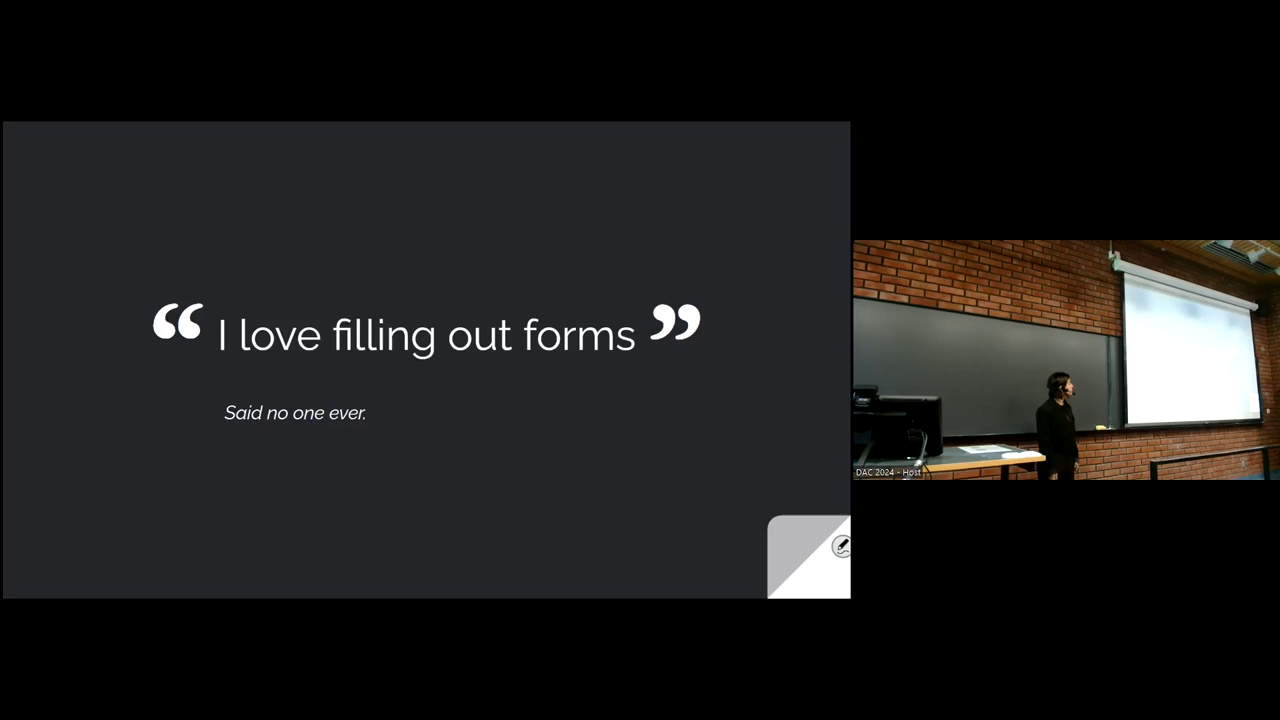 “ I love filling out forms ”
Said no one ever.
DAC 2024 - Host